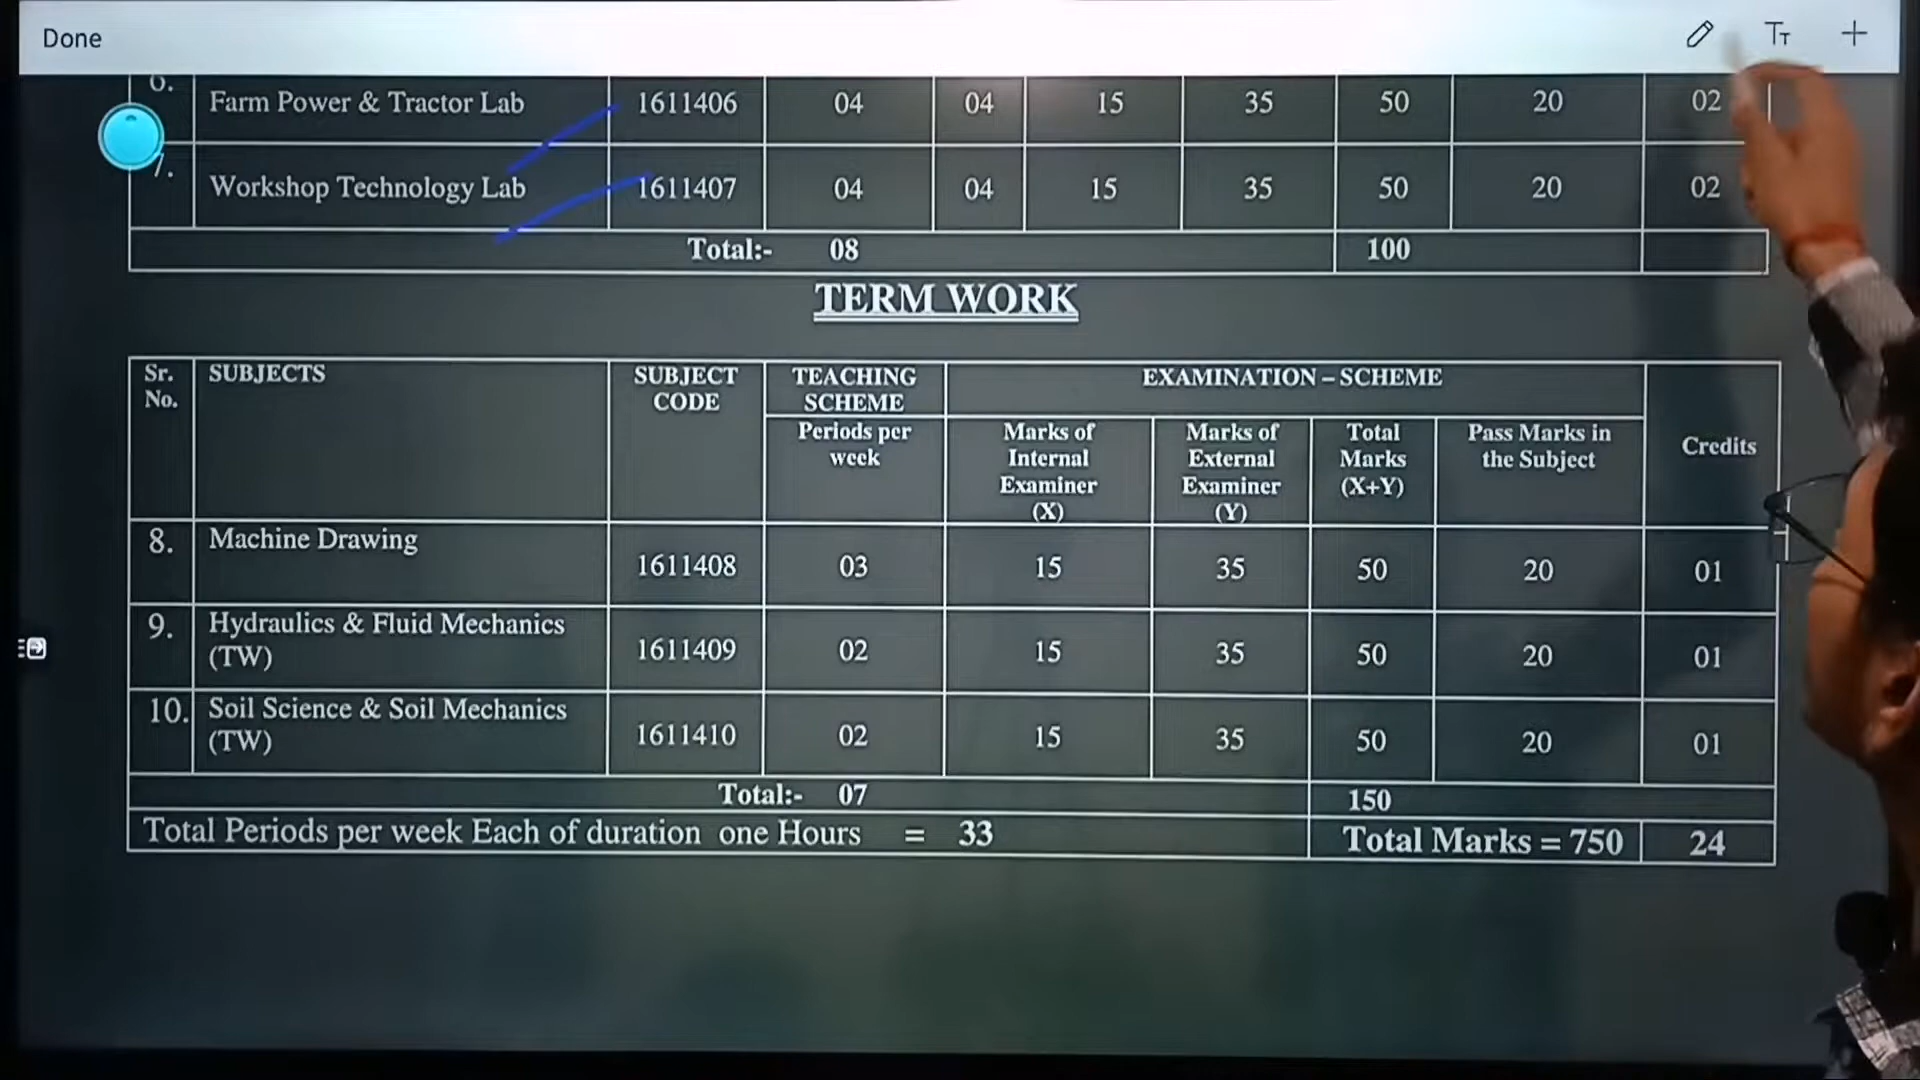 Done
6. Farm Power & Tractor Lab 1611406 04 04 15 35 50 20 02
7. Workshop Technology Lab 1611407 04 04 15 35 50 20 02
Total:- 08 100
TERM WORK
Sr. No. SUBJECTS SUBJECT CODE TEACHING SCHEME EXAMINATION – SCHEME Credits
Periods per week Marks of Internal Examiner (X) Marks of External Examiner (Y) Total Marks (X+Y) Pass Marks in the Subject
8. Machine Drawing 1611408 03 15 35 50 20 01
9. Hydraulics & Fluid Mechanics (TW) 1611409 02 15 35 50 20 01
10. Soil Science & Soil Mechanics (TW) 1611410 02 15 35 50 20 01
Total:- 07 150
Total Periods per week Each of duration one Hours = 33 Total Marks = 750 24